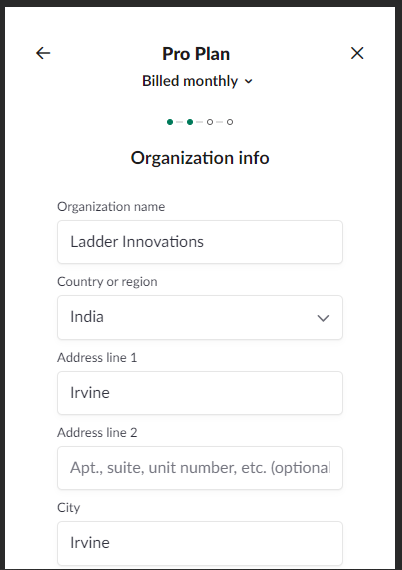 Pro Plan
Billed monthly
Organization info
Organization name
Ladder Innovations
Country or region
India
Address line 1
Irvine
Address line 2
Apt., suite, unit number, etc. (optional
City
Irvine